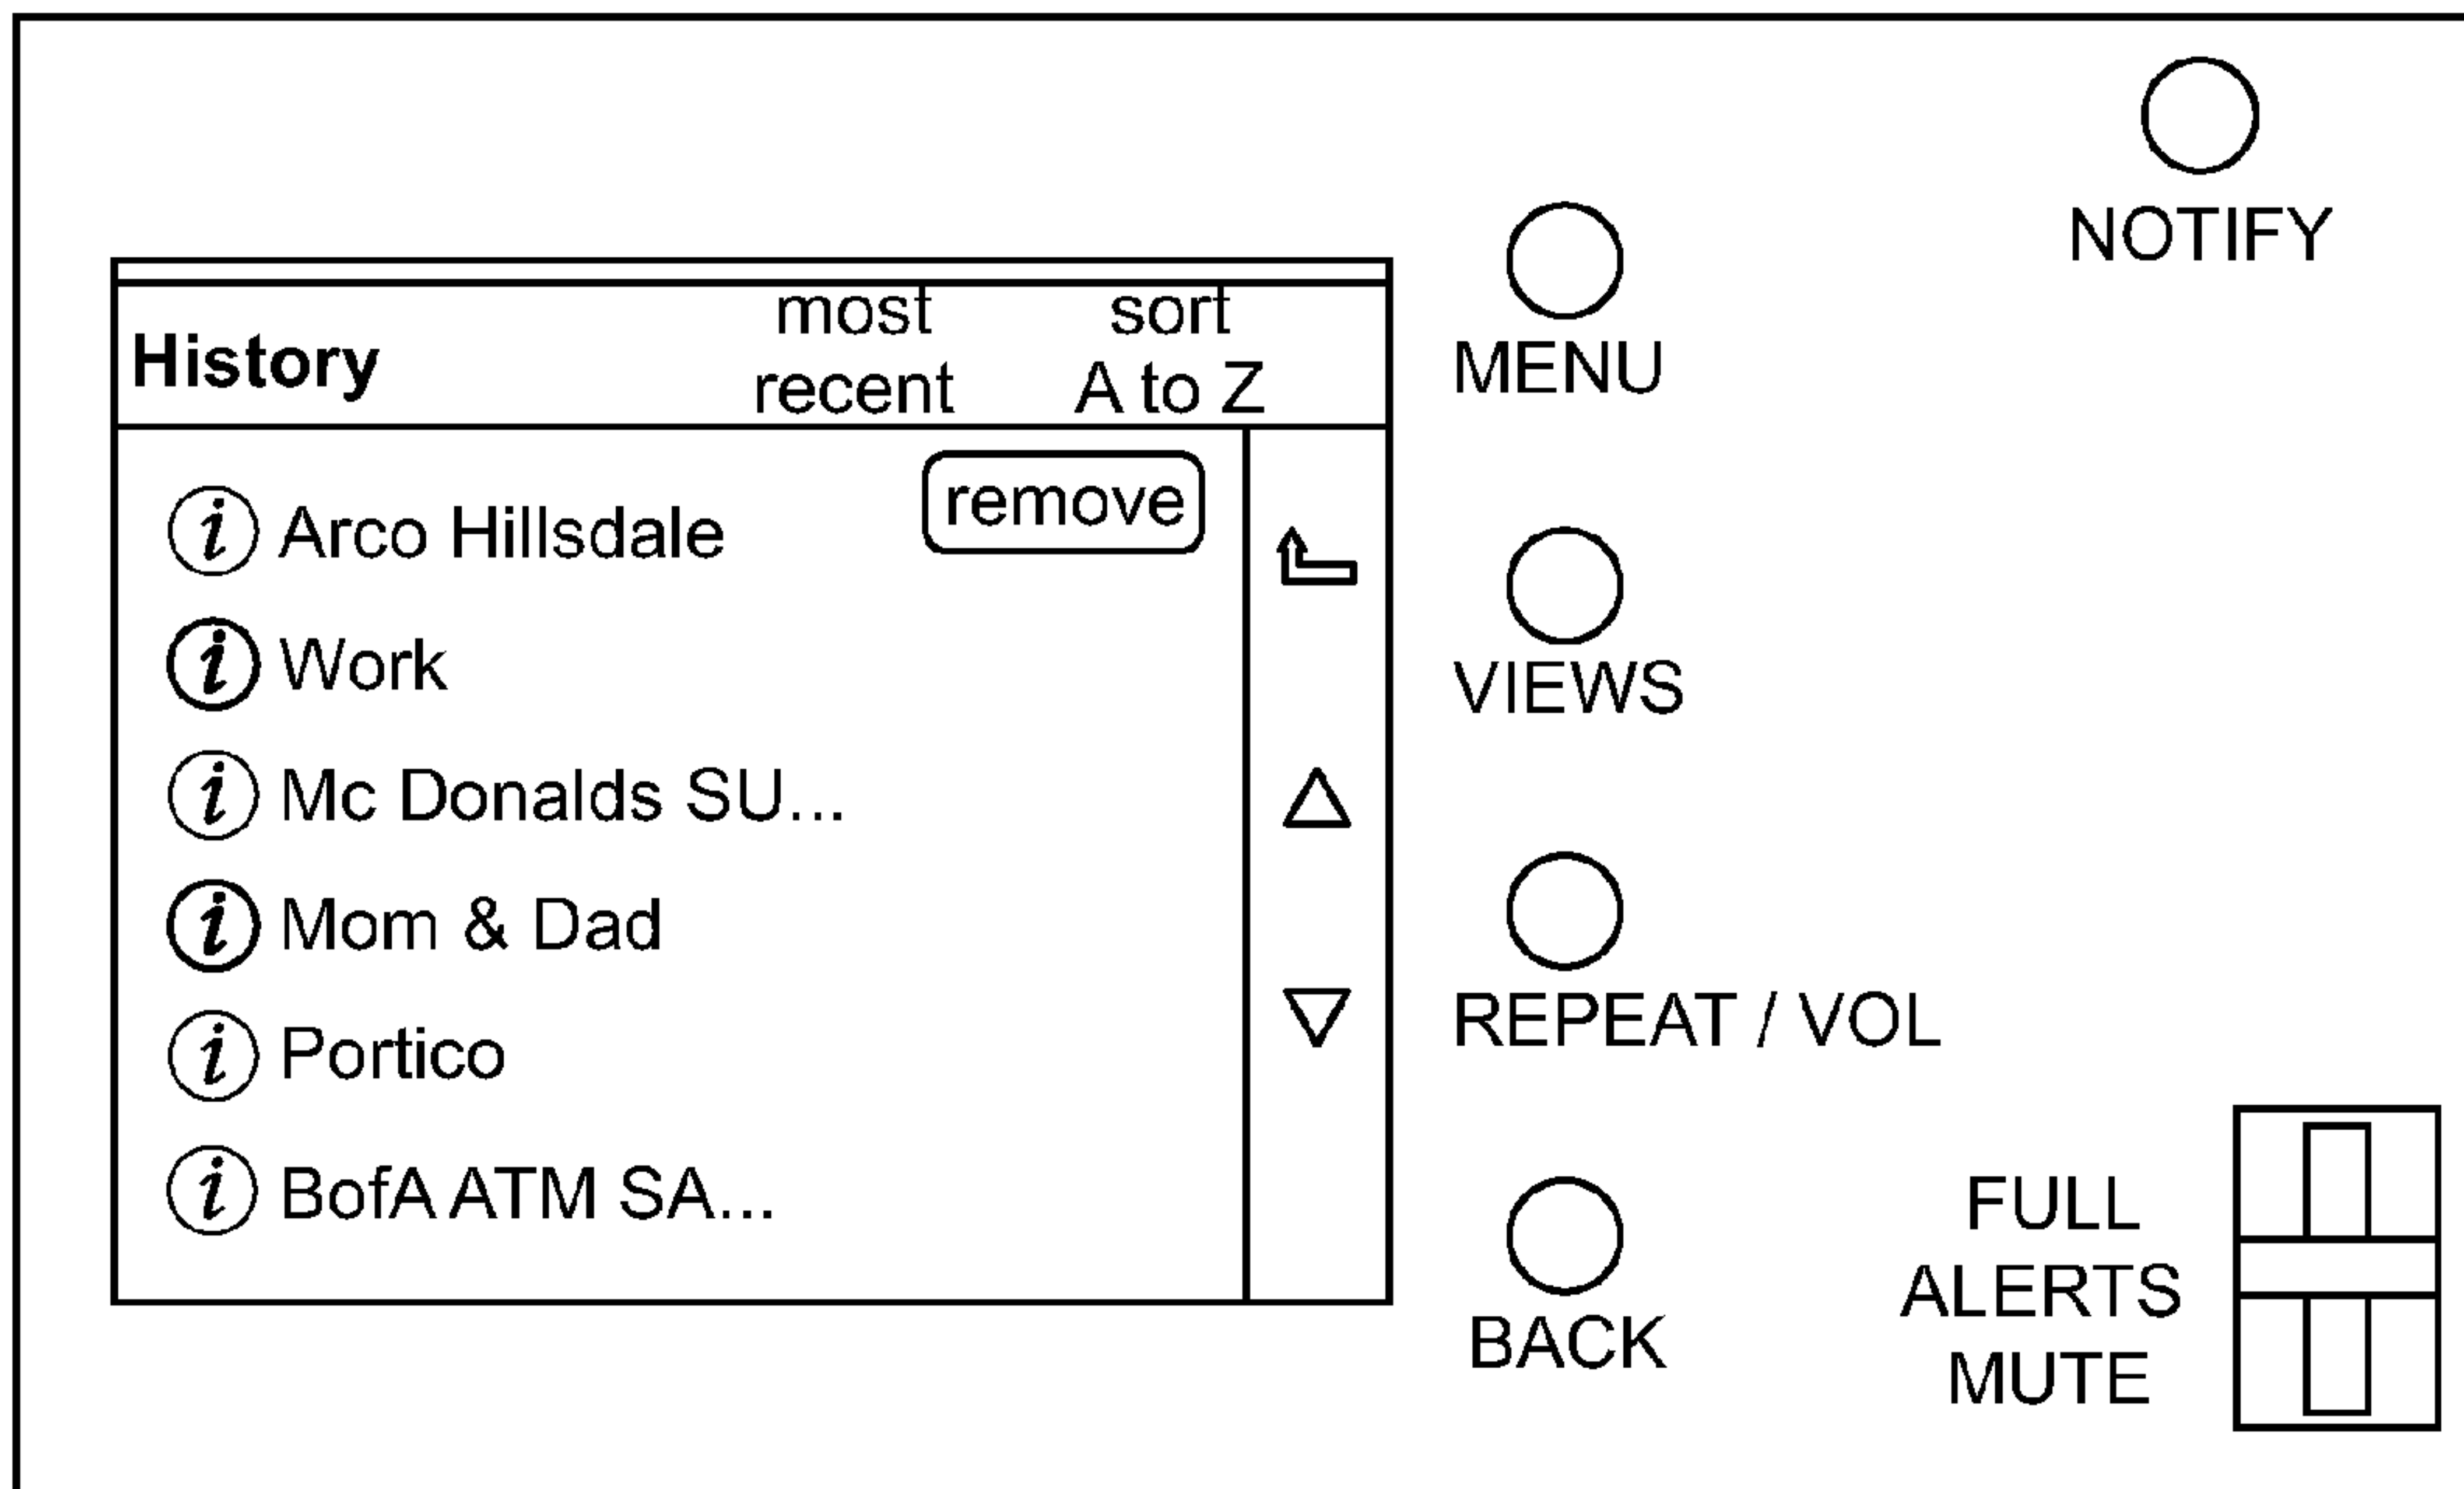 NOTIFY
MENU
History
most
recent
sort
A to Z
remove
i Arco Hillsdale
i Work
i Mc Donalds SU...
i Mom & Dad
i Portico
i BofA ATM SA...
VIEWS
REPEAT / VOL
BACK
FULL
ALERTS
MUTE